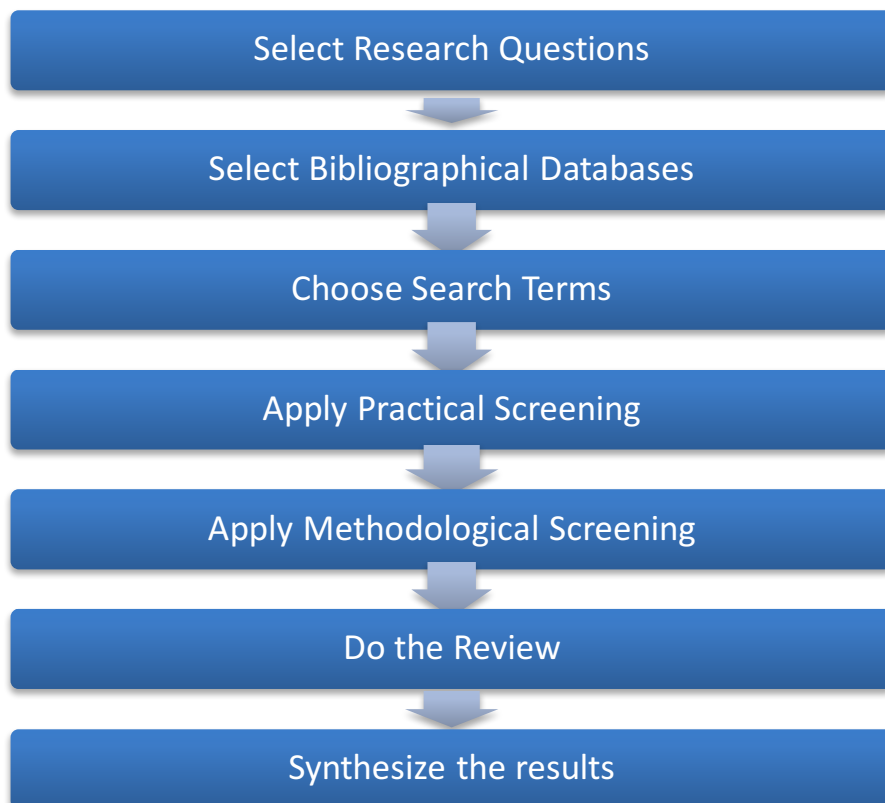 Select Research Questions
Select Bibliographical Databases
Choose Search Terms
Apply Practical Screening
Apply Methodological Screening
Do the Review
Synthesize the results